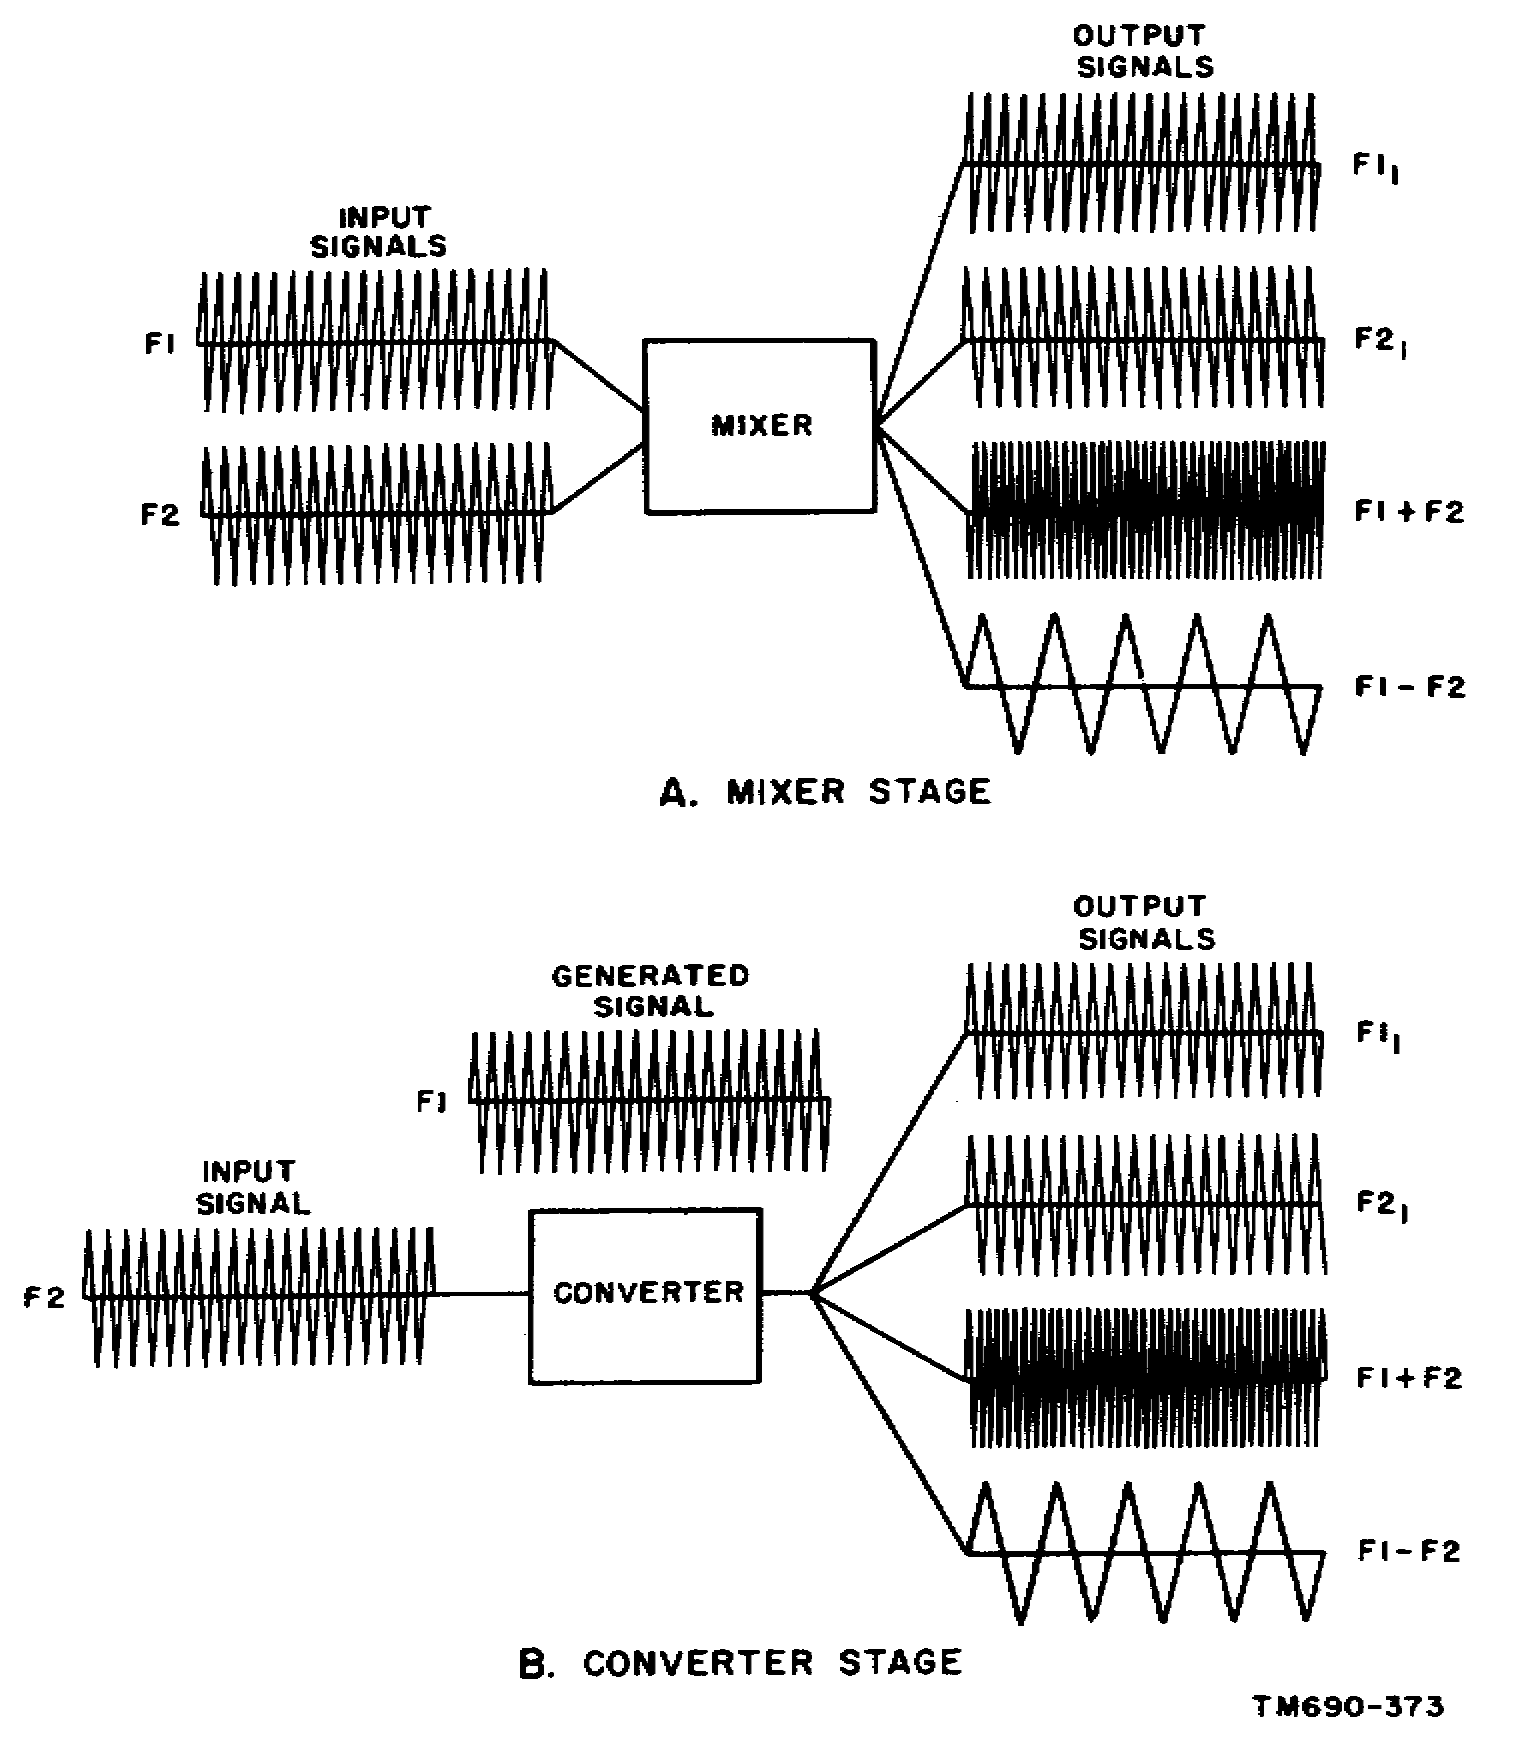 OUTPUT
SIGNALS
F1₁
INPUT
SIGNALS
F1
F2₁
MIXER
F2
F1 + F2
F1 - F2
A. MIXER STAGE
OUTPUT
SIGNALS
GENERATED
SIGNAL
F1₁
F1
INPUT
SIGNAL
F2₁
F2
CONVERTER
F1+F2
F1-F2
B. CONVERTER STAGE
TM690-373